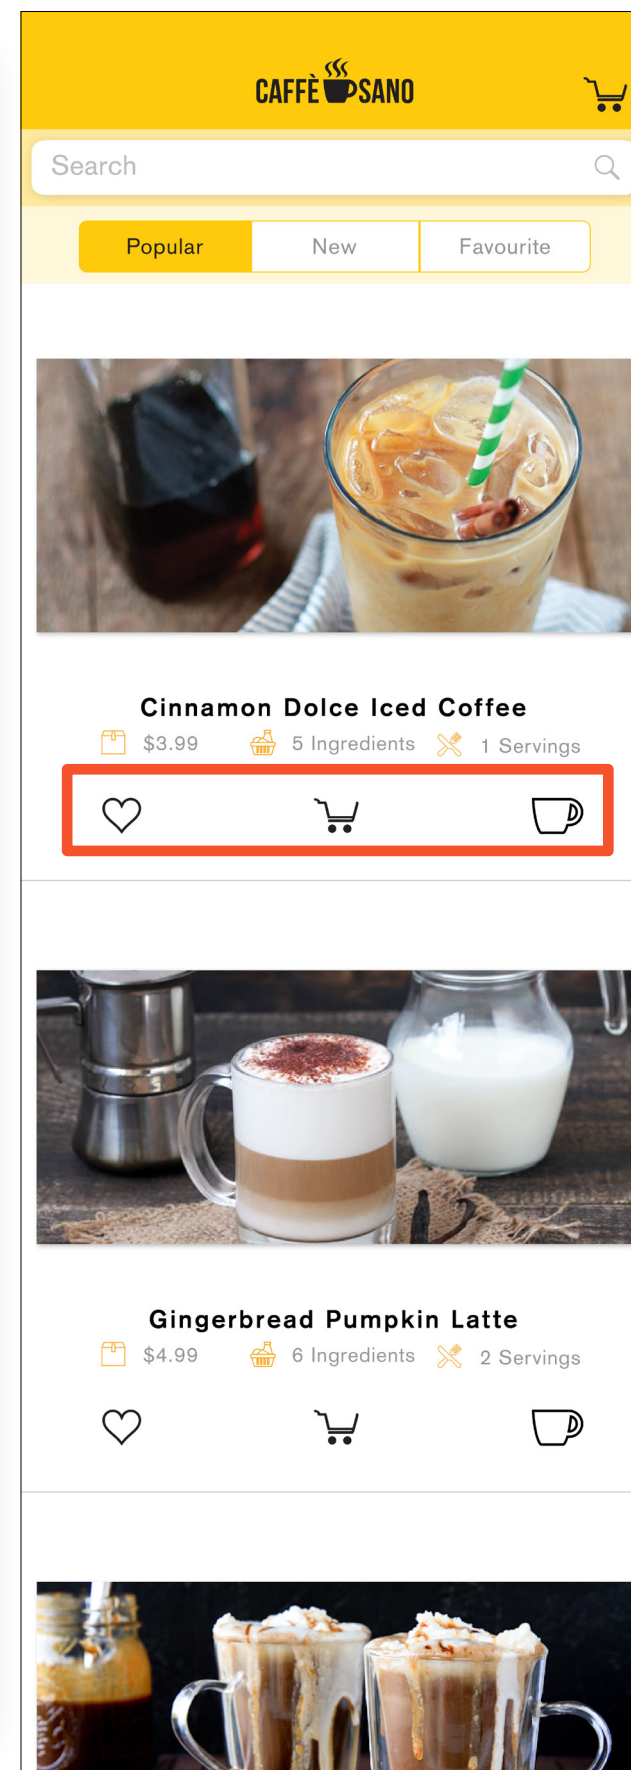 CAFFÈ SANO
Search
Popular New Favourite
Cinnamon Dolce Iced Coffee
$3.99 5 Ingredients 1 Servings
Gingerbread Pumpkin Latte
$4.99 6 Ingredients 2 Servings